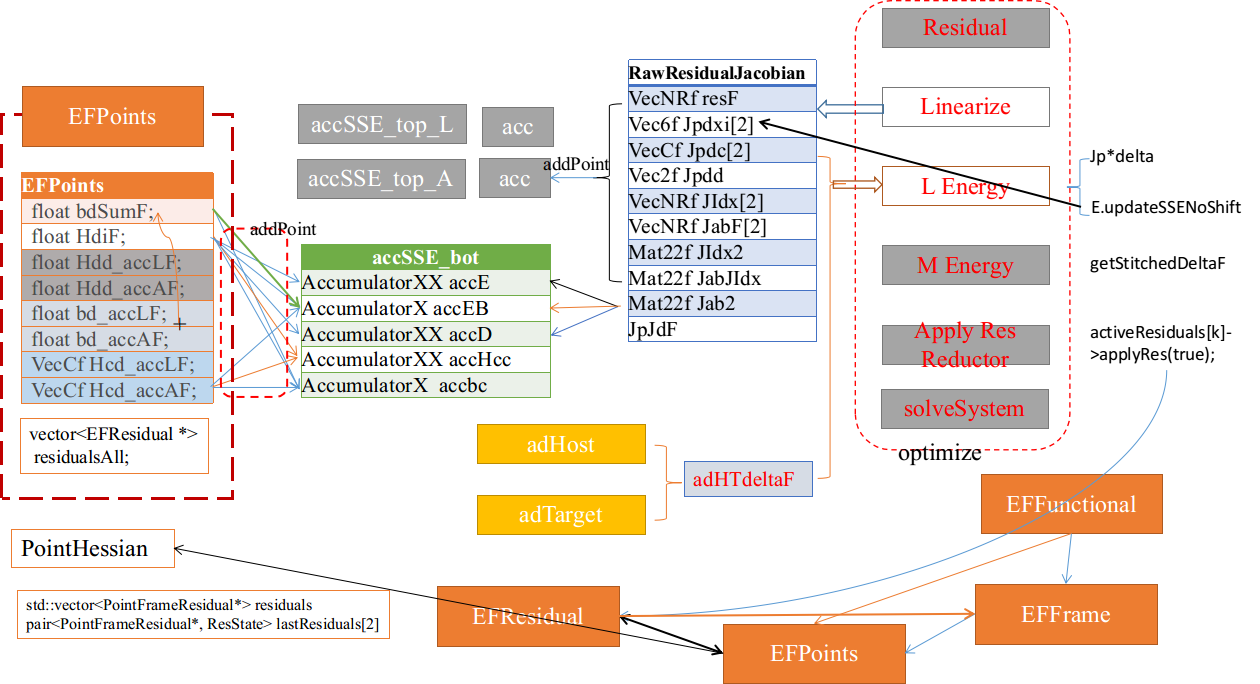 EFPoints
EFPoints
float bdSumF;
float HdiF;
float Hdd_accLF;
float Hdd_accAF;
float bd_accLF;
float bd_accAF;
VecCf Hcd_accLF;
VecCf Hcd_accAF;
vector<EFResidual *>
residualsAll;
addPoint
accSSE_top_L
acc
accSSE_top_A
acc
addPoint
accSSE_bot
AccumulatorXX accE
AccumulatorX accEB
AccumulatorXX accD
AccumulatorXX accHcc
AccumulatorX accbc
RawResidualJacobian
VecNRf resF
Vec6f Jpdxi[2]
VecCf Jpdc[2]
Vec2f Jpdd
VecNRf JIdx[2]
VecNRf JabF[2]
Mat22f JIdx2
Mat22f JabJIdx
Mat22f Jab2
JpJdF
Residual
Linearize
L Energy
M Energy
Apply Res
Reductor
solveSystem
optimize
Jp*delta
E.updateSSENoShift
getStitchedDeltaF
activeResiduals[k]-
>applyRes(true);
adHost
adTarget
adHTdeltaF
PointHessian
std::vector<PointFrameResidual*> residuals
pair<PointFrameResidual*, ResState> lastResiduals[2]
EFFunctional
EFResidual
EFFrame
EFPoints